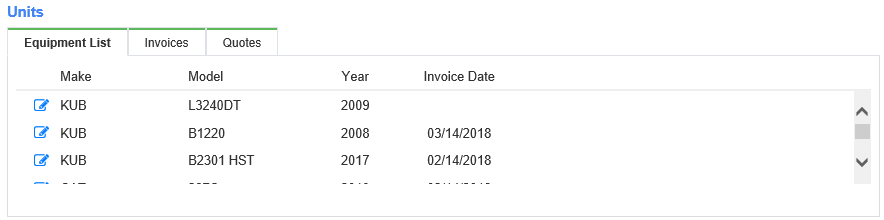 Units
Equipment List Invoices Quotes
Make Model Year Invoice Date
KUB L3240DT 2009
KUB B1220 2008 03/14/2018
KUB B2301 HST 2017 02/14/2018